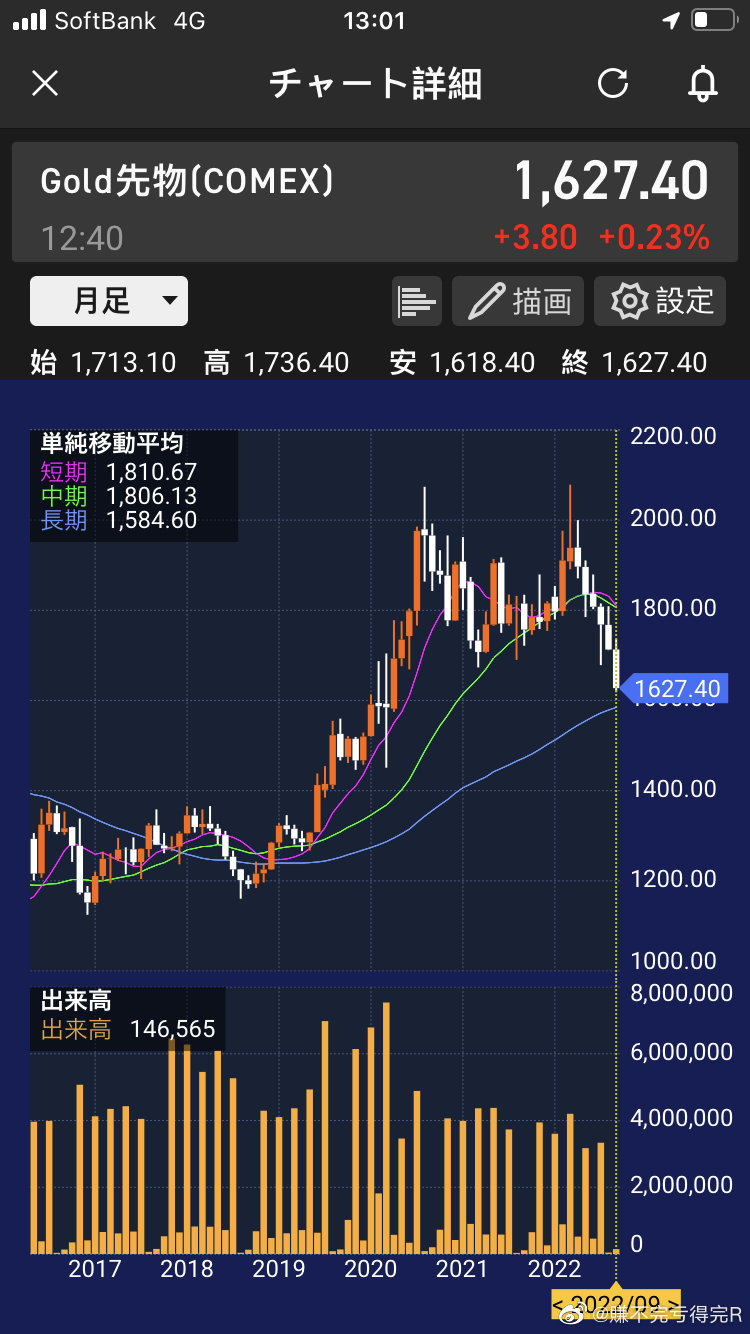 SoftBank 4G 13:01
チャート詳細
Gold先物(COMEX) 1,627.40
12:40 +3.80 +0.23%
月足 描画 設定
始 1,713.10 高 1,736.40 安 1,618.40 終 1,627.40
単純移動平均
短期 1,810.67
中期 1,806.13
長期 1,584.60
2200.00
2000.00
1800.00
1627.40
1600.00
1400.00
1200.00
1000.00
出来高
出来高 146,565
8,000,000
6,000,000
4,000,000
2,000,000
0
2017 2018 2019 2020 2021 2022
< 2022/09 >
@赚不完亏得完R